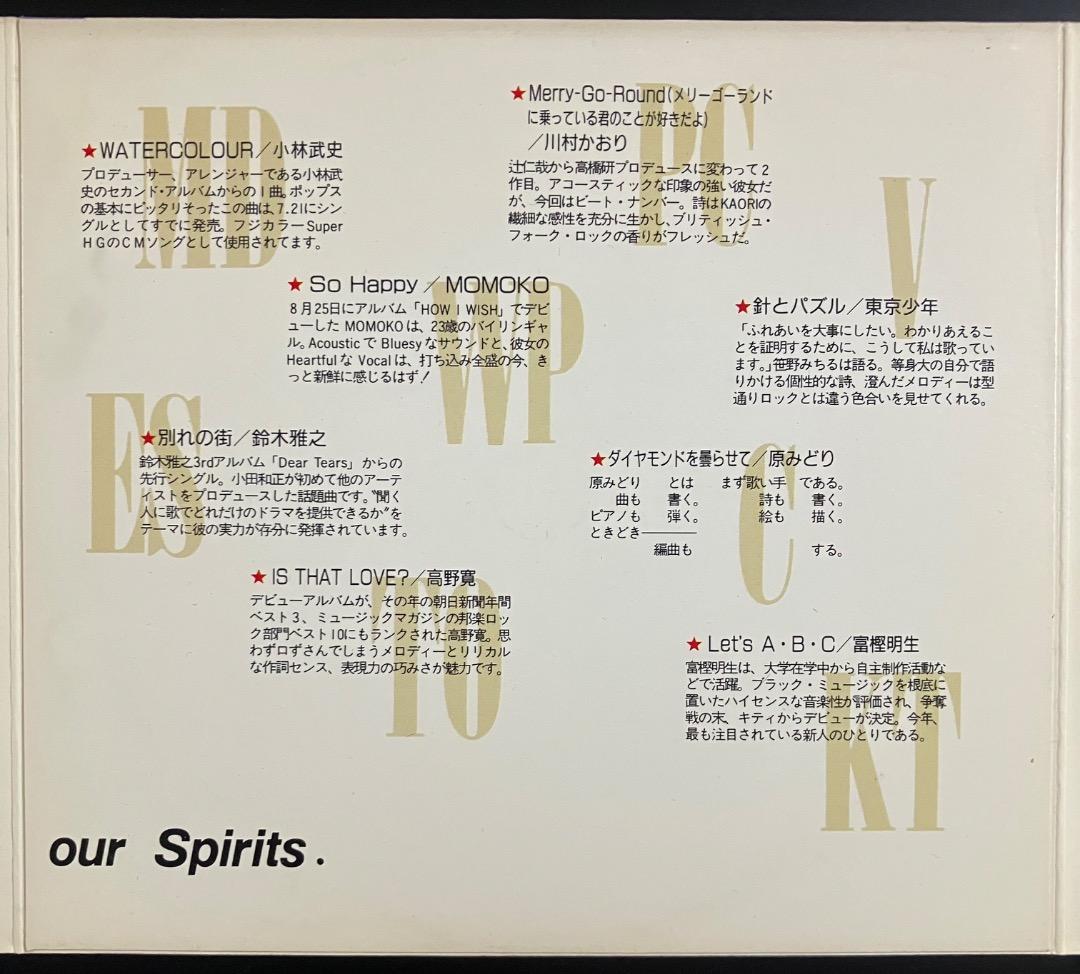 MD
★WATERCOLOUR／小林武史
プロデューサー、アレンジャーである小林武
史のセカンド・アルバムからの1曲。ポップス
の基本にピッタリそったこの曲は、7.21にシン
グルとしてすでに発売。フジカラーSuper
HGのCMソングとして使用されてます。
PC
★Merry-Go-Round(メリーゴーランド
に乗っている君のことが好きだよ)
／川村かおり
辻仁哉から高橋研プロデュースに変わって2
作目。アコースティックな印象の強い彼女だ
が、今回はビート・ナンバー。詩はKAORIの
繊細な感性を充分に生かし、ブリティッシュ・
フォーク・ロックの香りがフレッシュだ。
WP
★So Happy／MOMOKO
8月25日にアルバム「HOW I WISH」でデビ
ューした MOMOKOは、23歳のバイリンギャ
ル。Acousticで Bluesyなサウンドと、彼女の
Heartfulな Vocalは、打ち込み全盛の今、き
っと新鮮に感じるはず!
V
★針とパズル／東京少年
「ふれあいを大事にしたい。わかりあえるこ
とを証明するために、こうして私は歌ってい
ます。」笹野みちるは語る。等身大の自分で語
りかける個性的な詩、澄んだメロディーは型
通りロックとは違う色合いを見せてくれる。
ES
★別れの街／鈴木雅之
鈴木雅之3rdアルバム「Dear Tears」からの
先行シングル。小田和正が初めて他のアーテ
ィストをプロデュースした話題曲です。〝聞く
人に歌でどれだけのドラマを提供できるか〟を
テーマに彼の実力が存分に発揮されています。
C
★ダイヤモンドを曇らせて／原みどり
原みどり とは まず歌い手 である。
曲も 書く。 詩も 書く。
ピアノも 弾く。 絵も 描く。
ときどき————
編曲も する。
TO
★IS THAT LOVE?／高野寛
デビューアルバムが、その年の朝日新聞年間
ベスト3、ミュージックマガジンの邦楽ロッ
ク部門ベスト10にもランクされた高野寛。思
わず口ずさんでしまうメロディーとリリカル
な作詞センス、表現力の巧みさが魅力です。
KT
★Let's A・B・C／富樫明生
富樫明生は、大学在学中から自主制作活動な
どで活躍。ブラック・ミュージックを根底に
置いたハイセンスな音楽性が評価され、争奪
戦の末、キティからデビューが決定。今年、
最も注目されている新人のひとりである。
our Spirits.